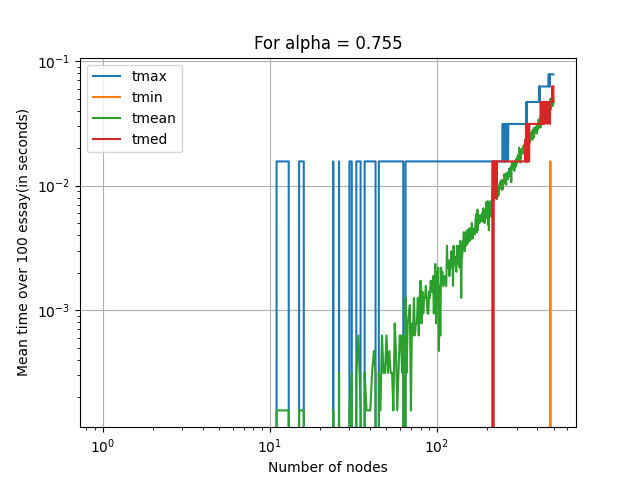 For alpha = 0.755
tmax
tmin
tmean
tmed
Mean time over 100 essay(in seconds)
10⁻¹
10⁻²
10⁻³
10⁰
10¹
10²
Number of nodes